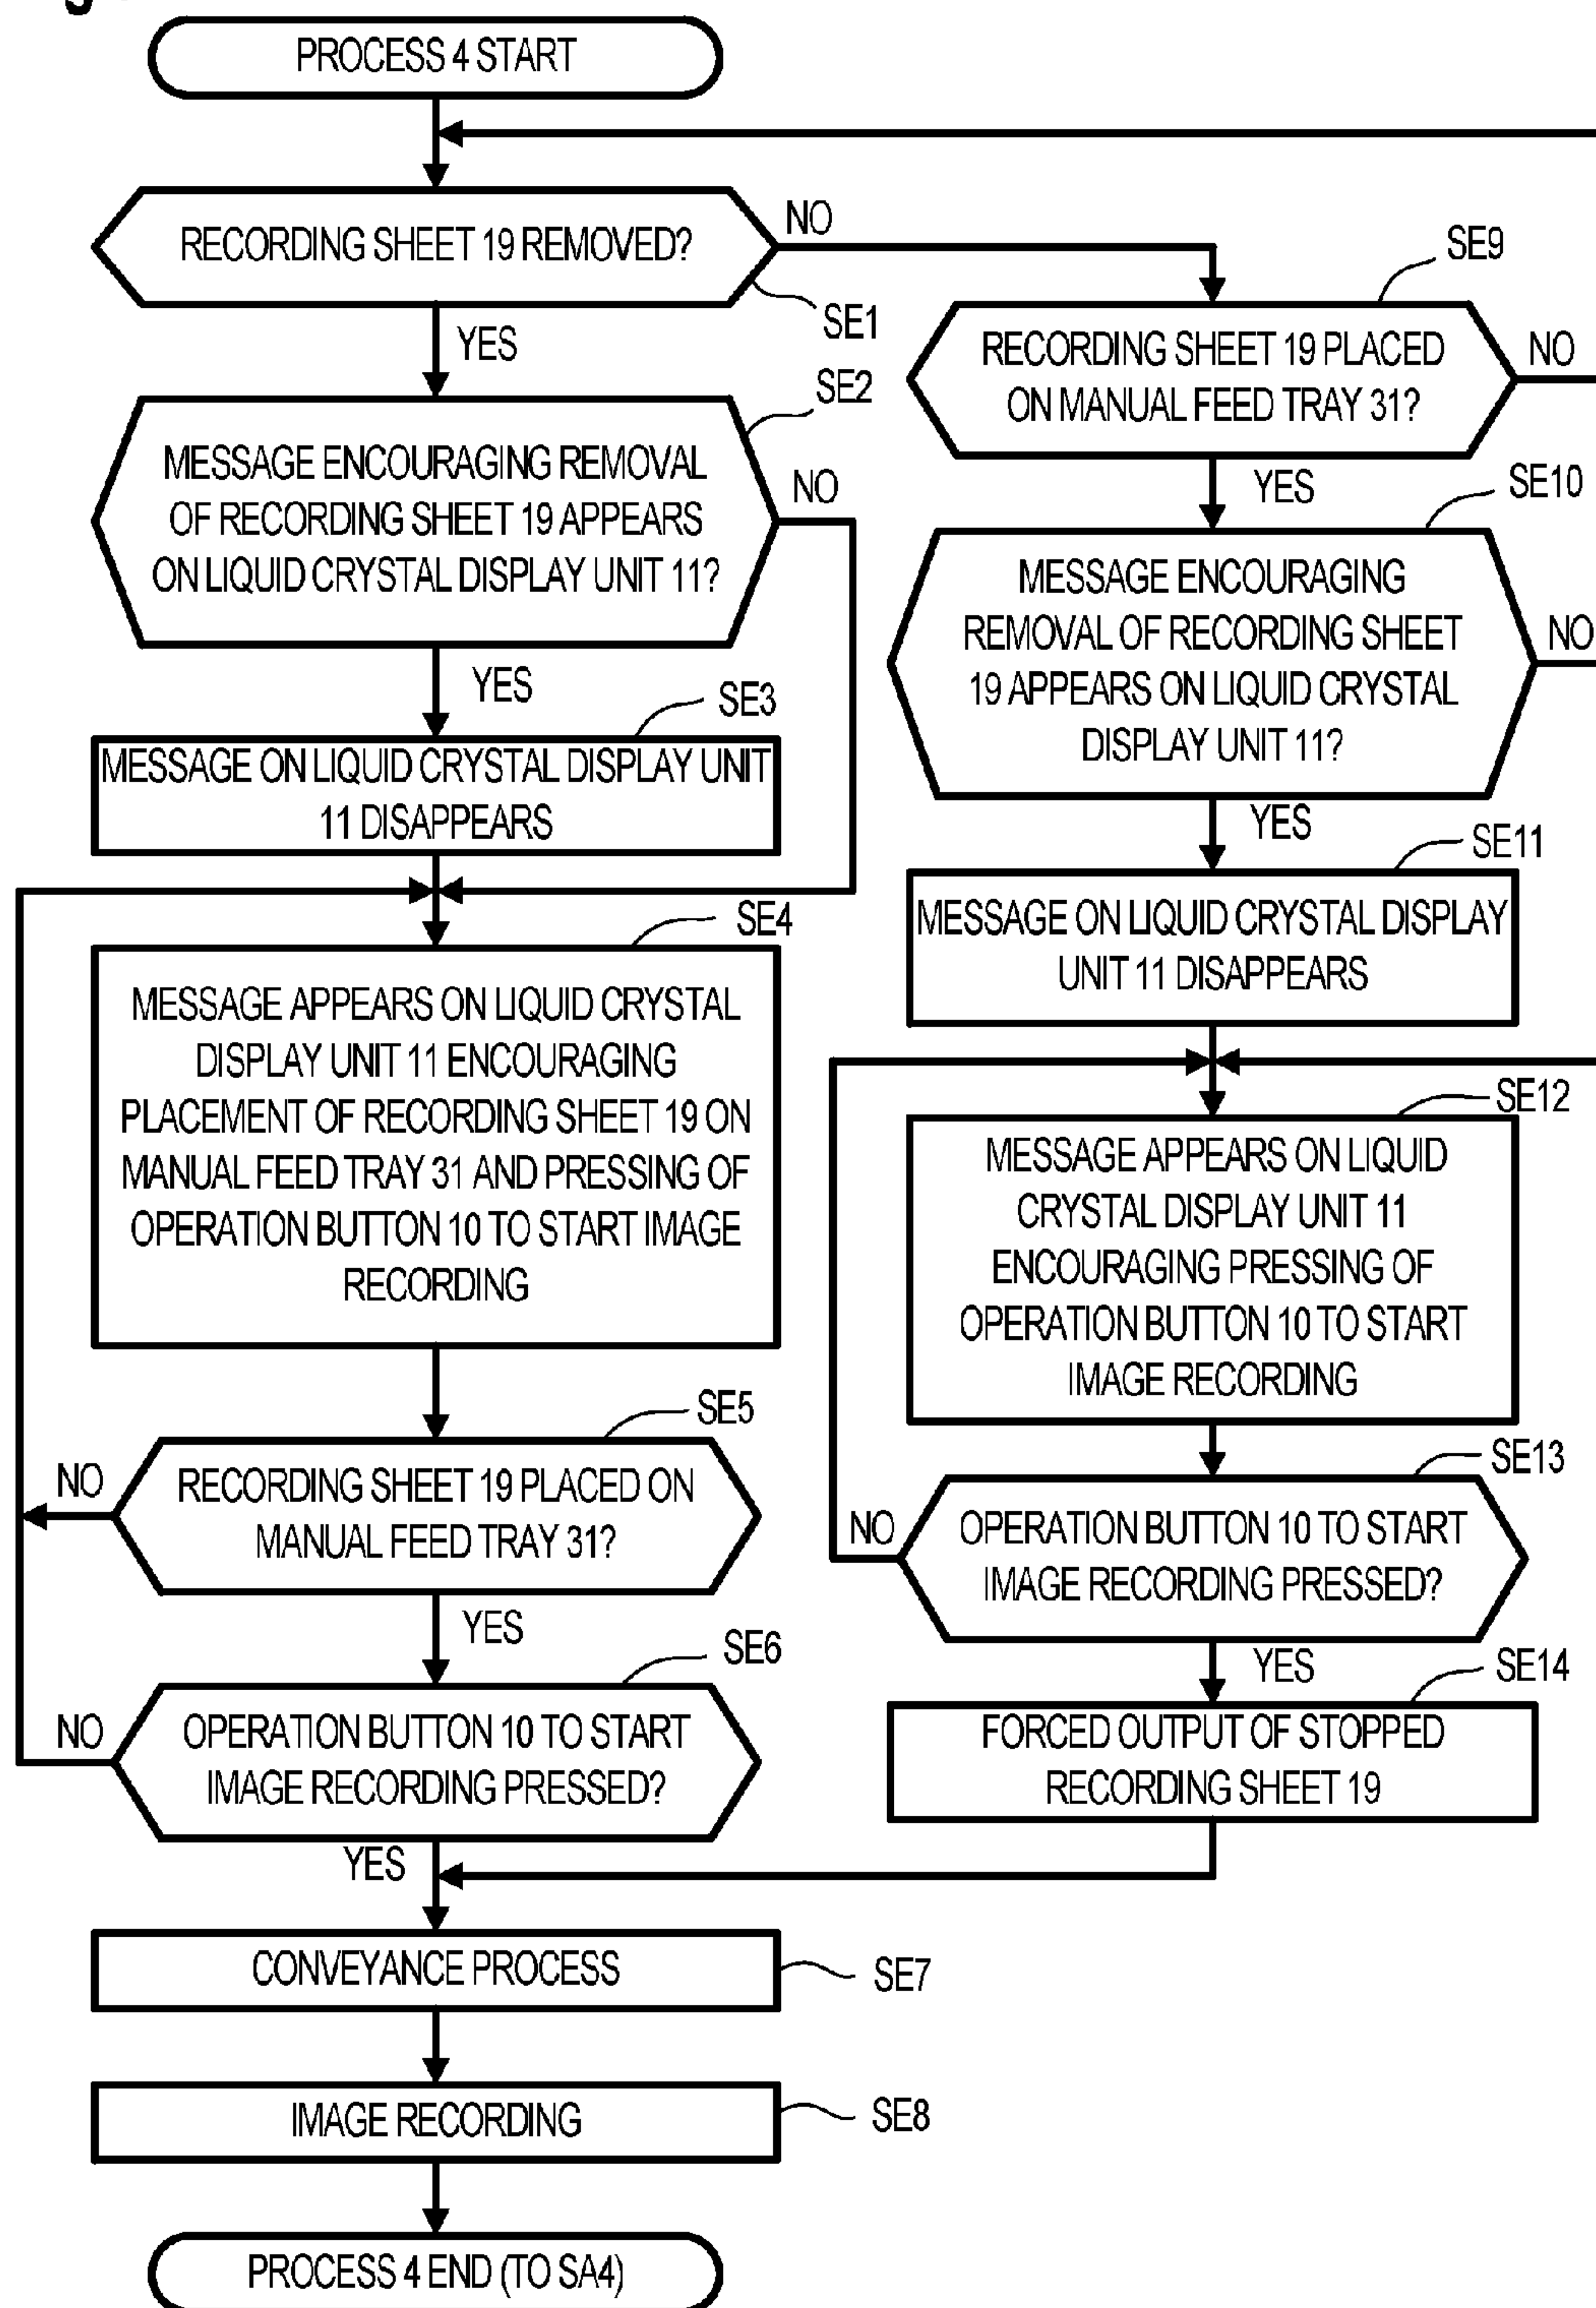 PROCESS 4 START
RECORDING SHEET 19 REMOVED?
NO
SE1
YES
SE2
MESSAGE ENCOURAGING REMOVAL
OF RECORDING SHEET 19 APPEARS
ON LIQUID CRYSTAL DISPLAY UNIT 11?
NO
YES
SE3
MESSAGE ON LIQUID CRYSTAL DISPLAY UNIT
11 DISAPPEARS
SE4
MESSAGE APPEARS ON LIQUID CRYSTAL
DISPLAY UNIT 11 ENCOURAGING
PLACEMENT OF RECORDING SHEET 19 ON
MANUAL FEED TRAY 31 AND PRESSING OF
OPERATION BUTTON 10 TO START IMAGE
RECORDING
SE5
NO
RECORDING SHEET 19 PLACED ON
MANUAL FEED TRAY 31?
YES
SE6
NO
OPERATION BUTTON 10 TO START
IMAGE RECORDING PRESSED?
YES
CONVEYANCE PROCESS
SE7
IMAGE RECORDING
SE8
PROCESS 4 END (TO SA4)
SE9
RECORDING SHEET 19 PLACED
ON MANUAL FEED TRAY 31?
NO
YES
SE10
MESSAGE ENCOURAGING
REMOVAL OF RECORDING SHEET
19 APPEARS ON LIQUID CRYSTAL
DISPLAY UNIT 11?
NO
YES
SE11
MESSAGE ON LIQUID CRYSTAL DISPLAY
UNIT 11 DISAPPEARS
SE12
MESSAGE APPEARS ON LIQUID
CRYSTAL DISPLAY UNIT 11
ENCOURAGING PRESSING OF
OPERATION BUTTON 10 TO START
IMAGE RECORDING
SE13
NO
OPERATION BUTTON 10 TO START
IMAGE RECORDING PRESSED?
YES
SE14
FORCED OUTPUT OF STOPPED
RECORDING SHEET 19